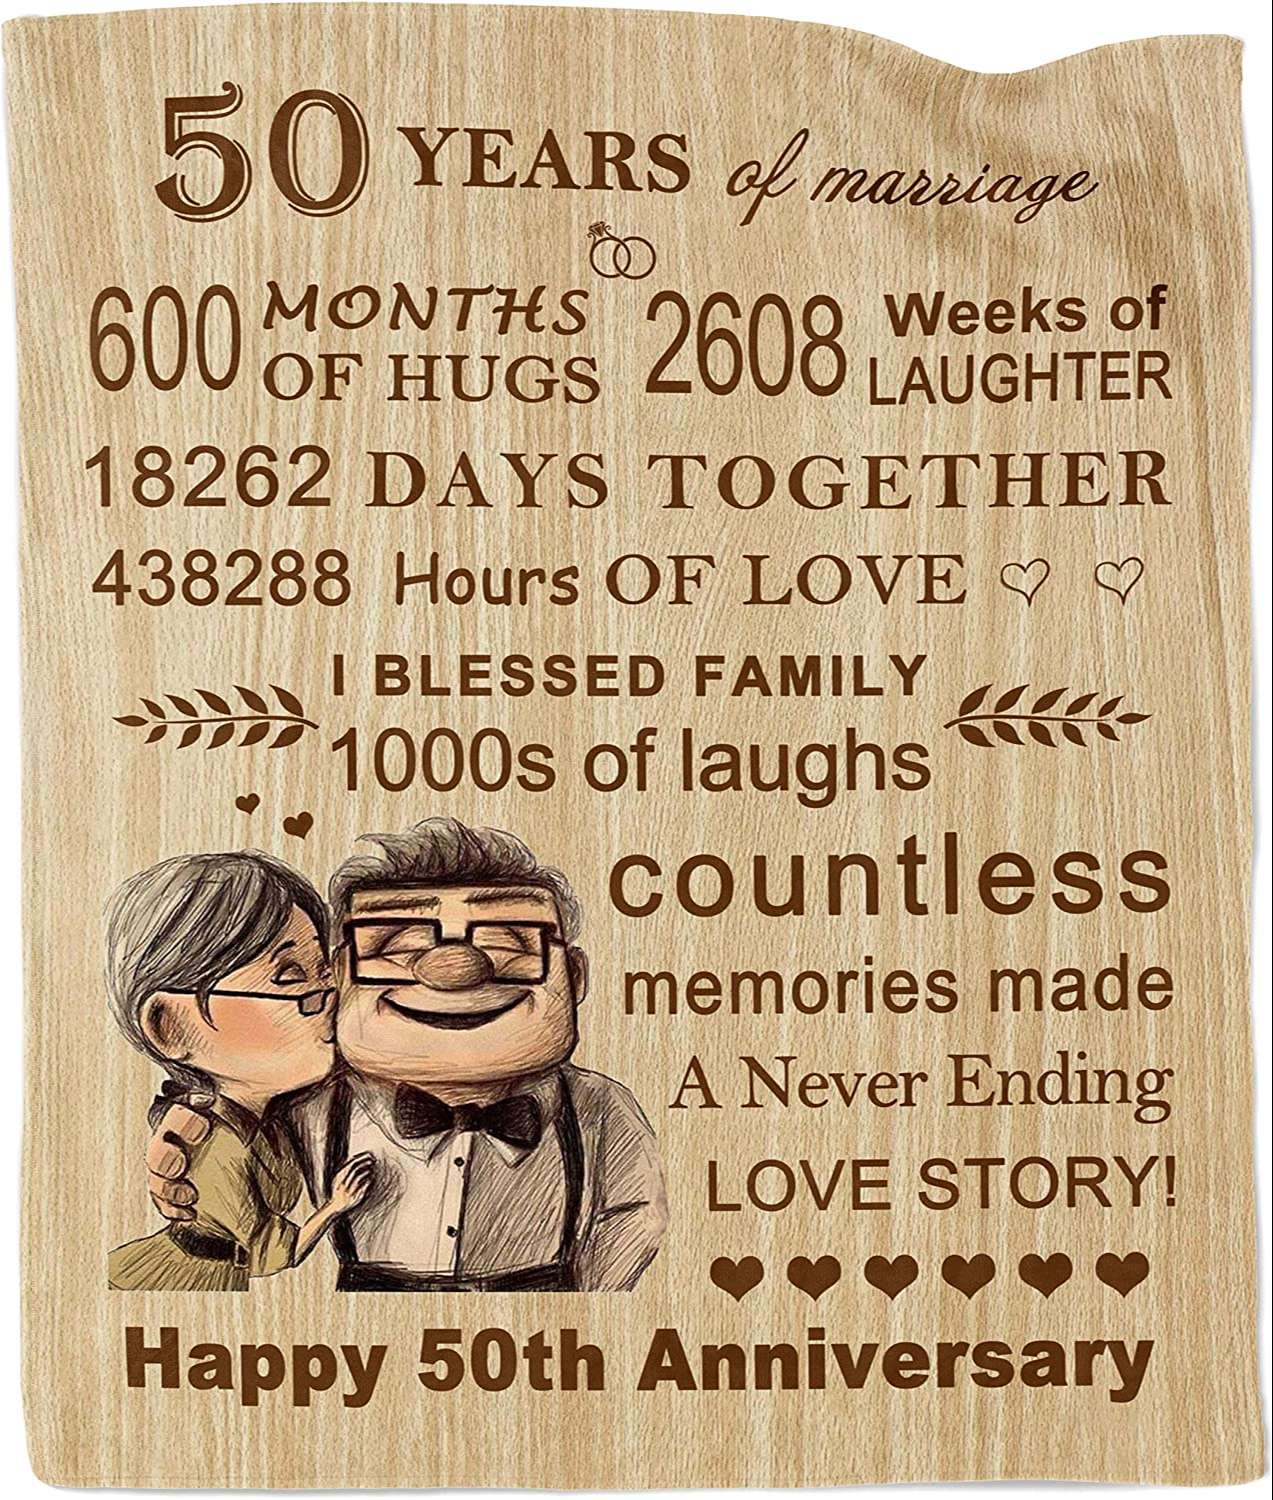 50 YEARS of marriage
600 MONTHS OF HUGS
2608 Weeks of LAUGHTER
18262 DAYS TOGETHER
438288 Hours OF LOVE
I BLESSED FAMILY
1000s of laughs
countless
memories made
A Never Ending
LOVE STORY!
Happy 50th Anniversary